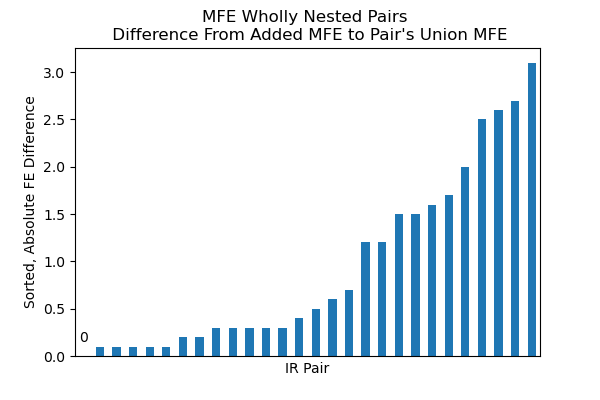 MFE Wholly Nested Pairs
Difference From Added MFE to Pair's Union MFE
Sorted, Absolute FE Difference
3.0
2.5
2.0
1.5
1.0
0.5
0.0
0
IR Pair